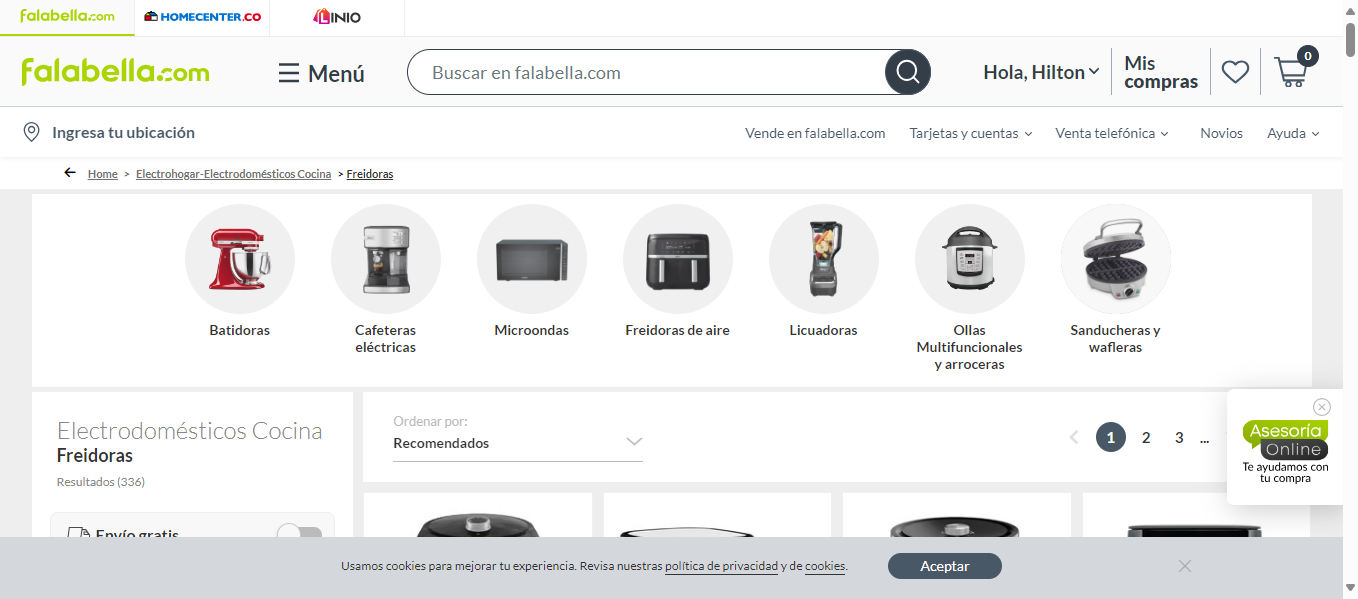 falabella.com
HOMECENTER.CO
LINIO
falabella.com
Menú
Buscar en falabella.com
Hola, Hilton
Mis
compras
0
Ingresa tu ubicación
Vende en falabella.com
Tarjetas y cuentas
Venta telefónica
Novios
Ayuda
Home > Electrohogar-Electrodomésticos Cocina > Freidoras
Batidoras
Cafeteras
eléctricas
Microondas
Freidoras de aire
Licuadoras
Ollas
Multifuncionales
y arroceras
Sanducheras y
wafleras
Electrodomésticos Cocina
Freidoras
Resultados (336)
Envío gratis
Ordenar por:
Recomendados
1 2 3 ...
Asesoría
Online
Te ayudamos con
tu compra
Usamos cookies para mejorar tu experiencia. Revisa nuestras política de privacidad y de cookies.
Aceptar